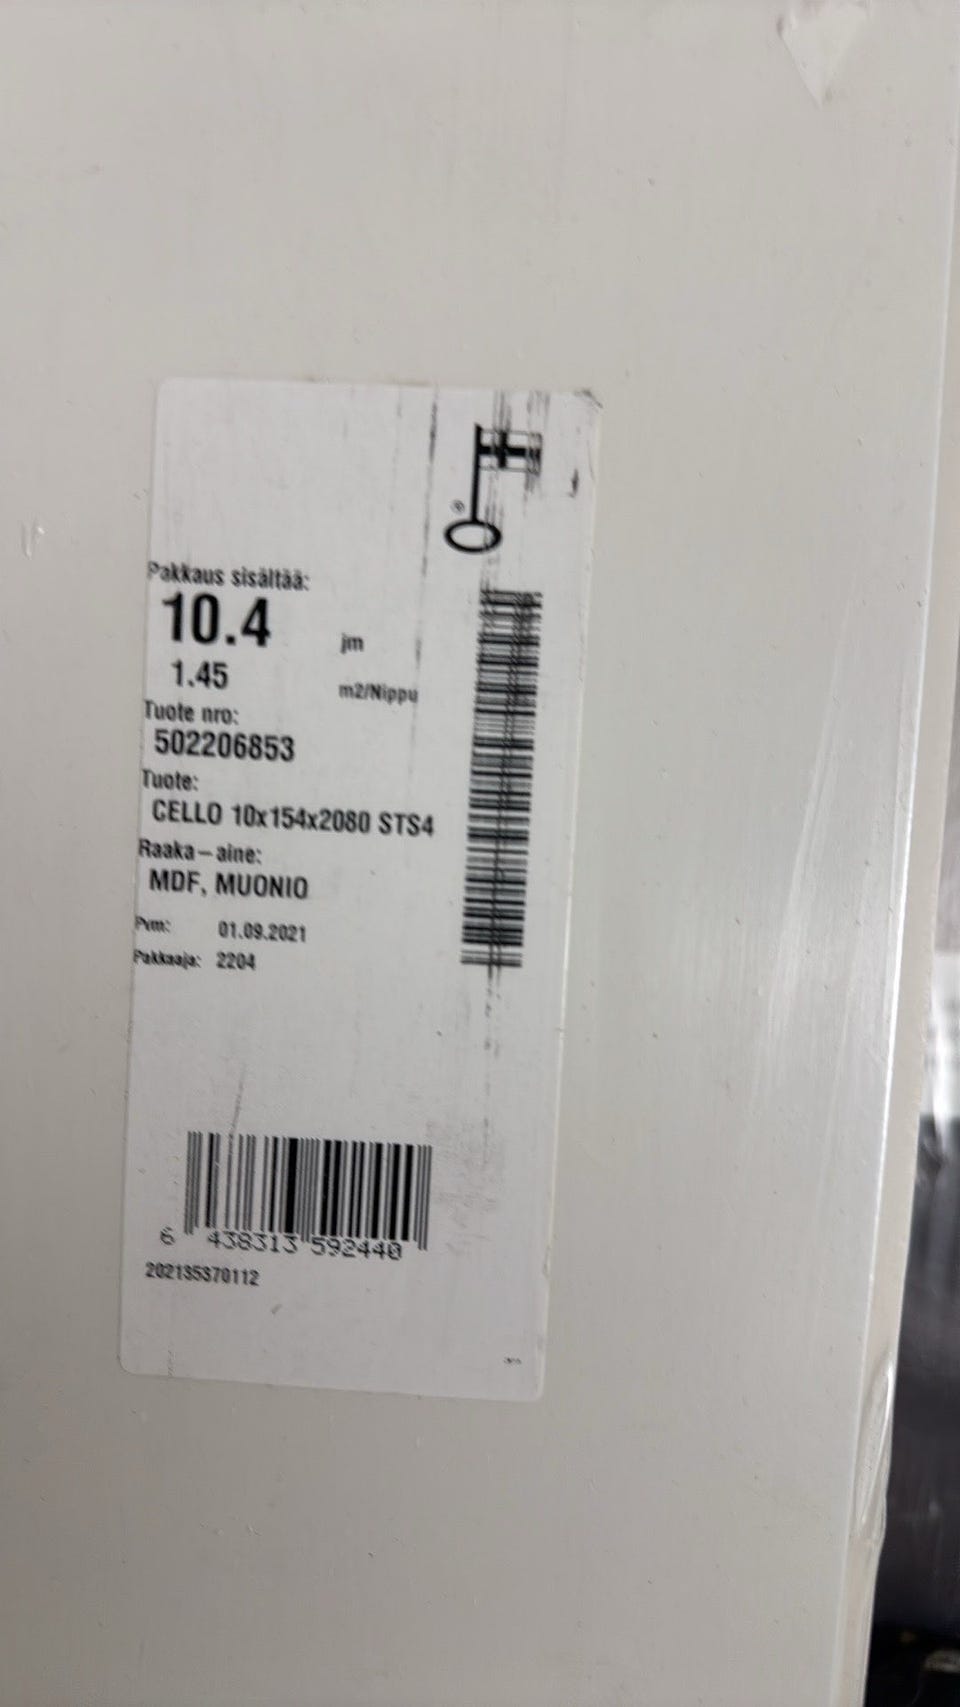 Pakkaus sisältää:
10.4 jm
1.45 m2/Nippu
Tuote nro:
502206853
Tuote:
CELLO 10x154x2080 STS4
Raaka-aine:
MDF, MUONIO
Pvm: 01.09.2021
Pakkaaja: 2204
6 438313 592440
202135370112